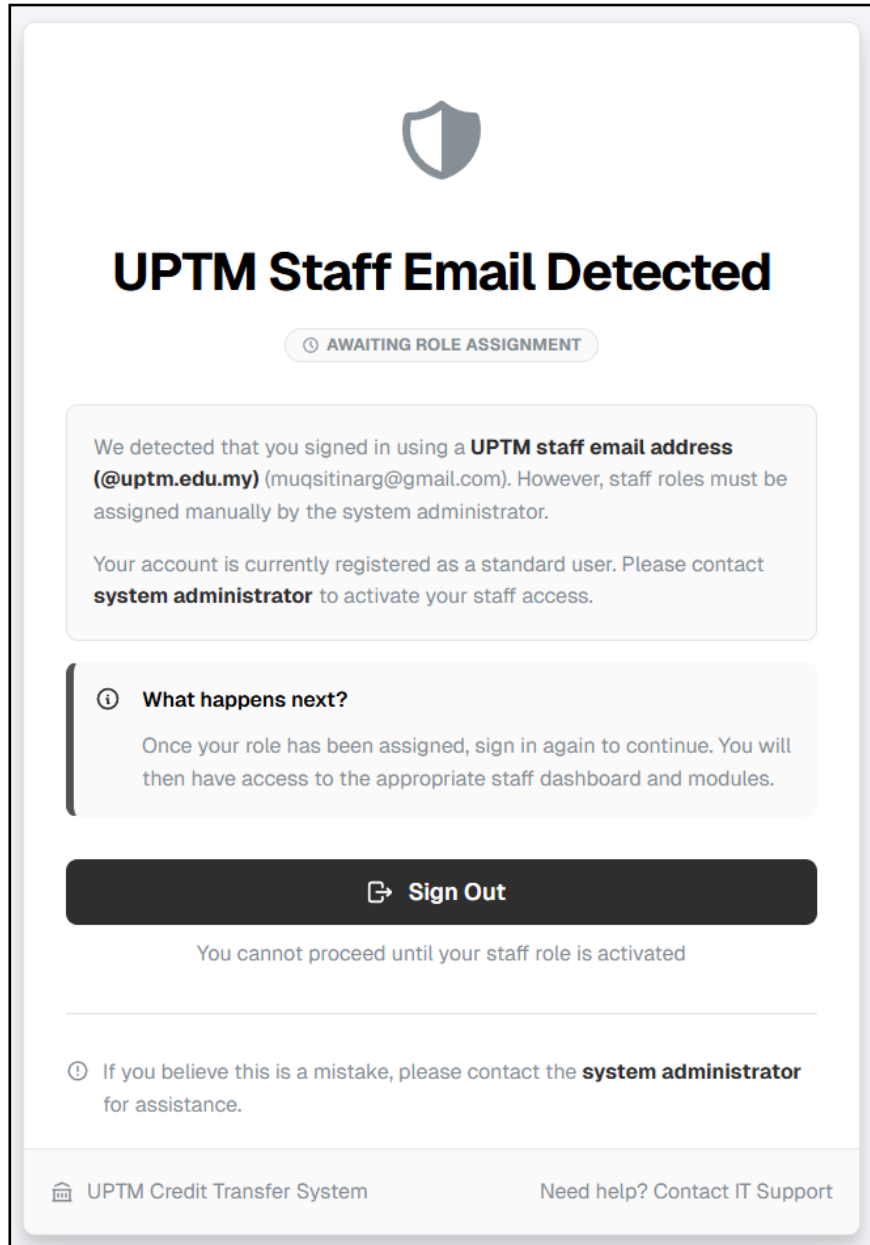 UPTM Staff Email Detected
AWAITING ROLE ASSIGNMENT
We detected that you signed in using a UPTM staff email address
(@uptm.edu.my) (muqsitinarg@gmail.com). However, staff roles must be
assigned manually by the system administrator.
Your account is currently registered as a standard user. Please contact
system administrator to activate your staff access.
What happens next?
Once your role has been assigned, sign in again to continue. You will
then have access to the appropriate staff dashboard and modules.
Sign Out
You cannot proceed until your staff role is activated
If you believe this is a mistake, please contact the system administrator
for assistance.
UPTM Credit Transfer System
Need help? Contact IT Support